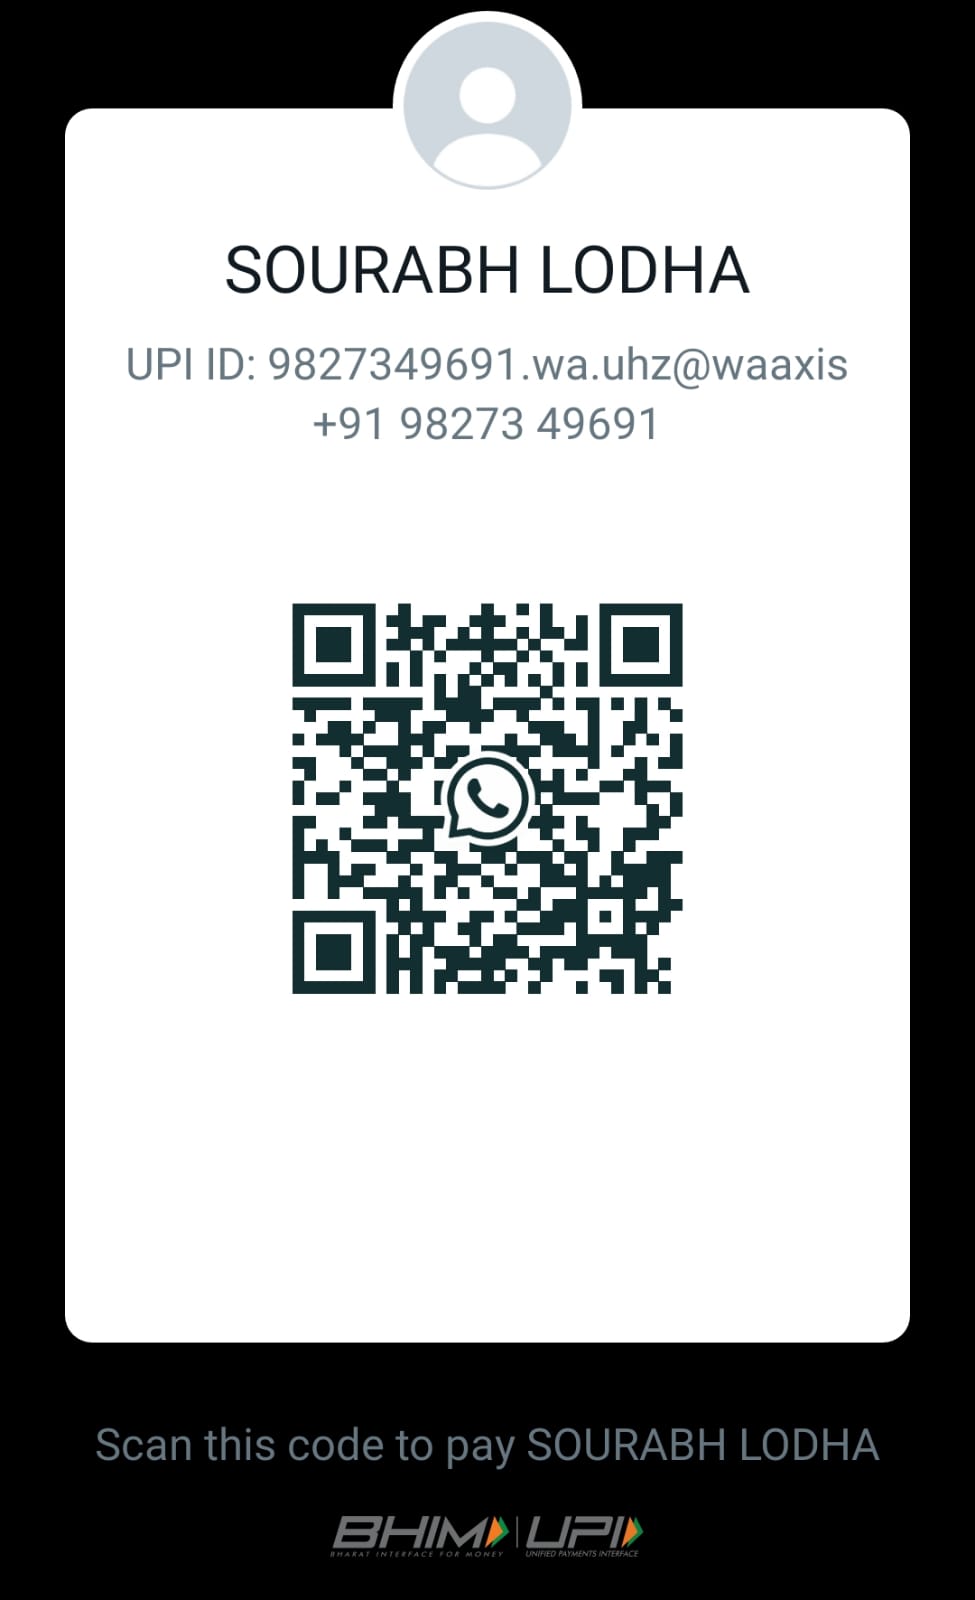 SOURABH LODHA
UPI ID: 9827349691.wa.uhz@waaxis
+91 98273 49691
Scan this code to pay SOURABH LODHA
BHIM UPI
BHARAT INTERFACE FOR MONEY UNIFIED PAYMENTS INTERFACE